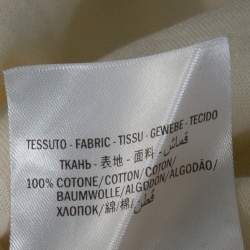 TESSUTO - FABRIC - TISSU - GEWEBE - TECIDO
ТКАНЬ - 表地 - 面料 - قماش
100% COTONE/COTTON/COTON/
BAUMWOLLE/ALGODON/ALGODÃO/
ХЛОПОК/綿/棉/قطن